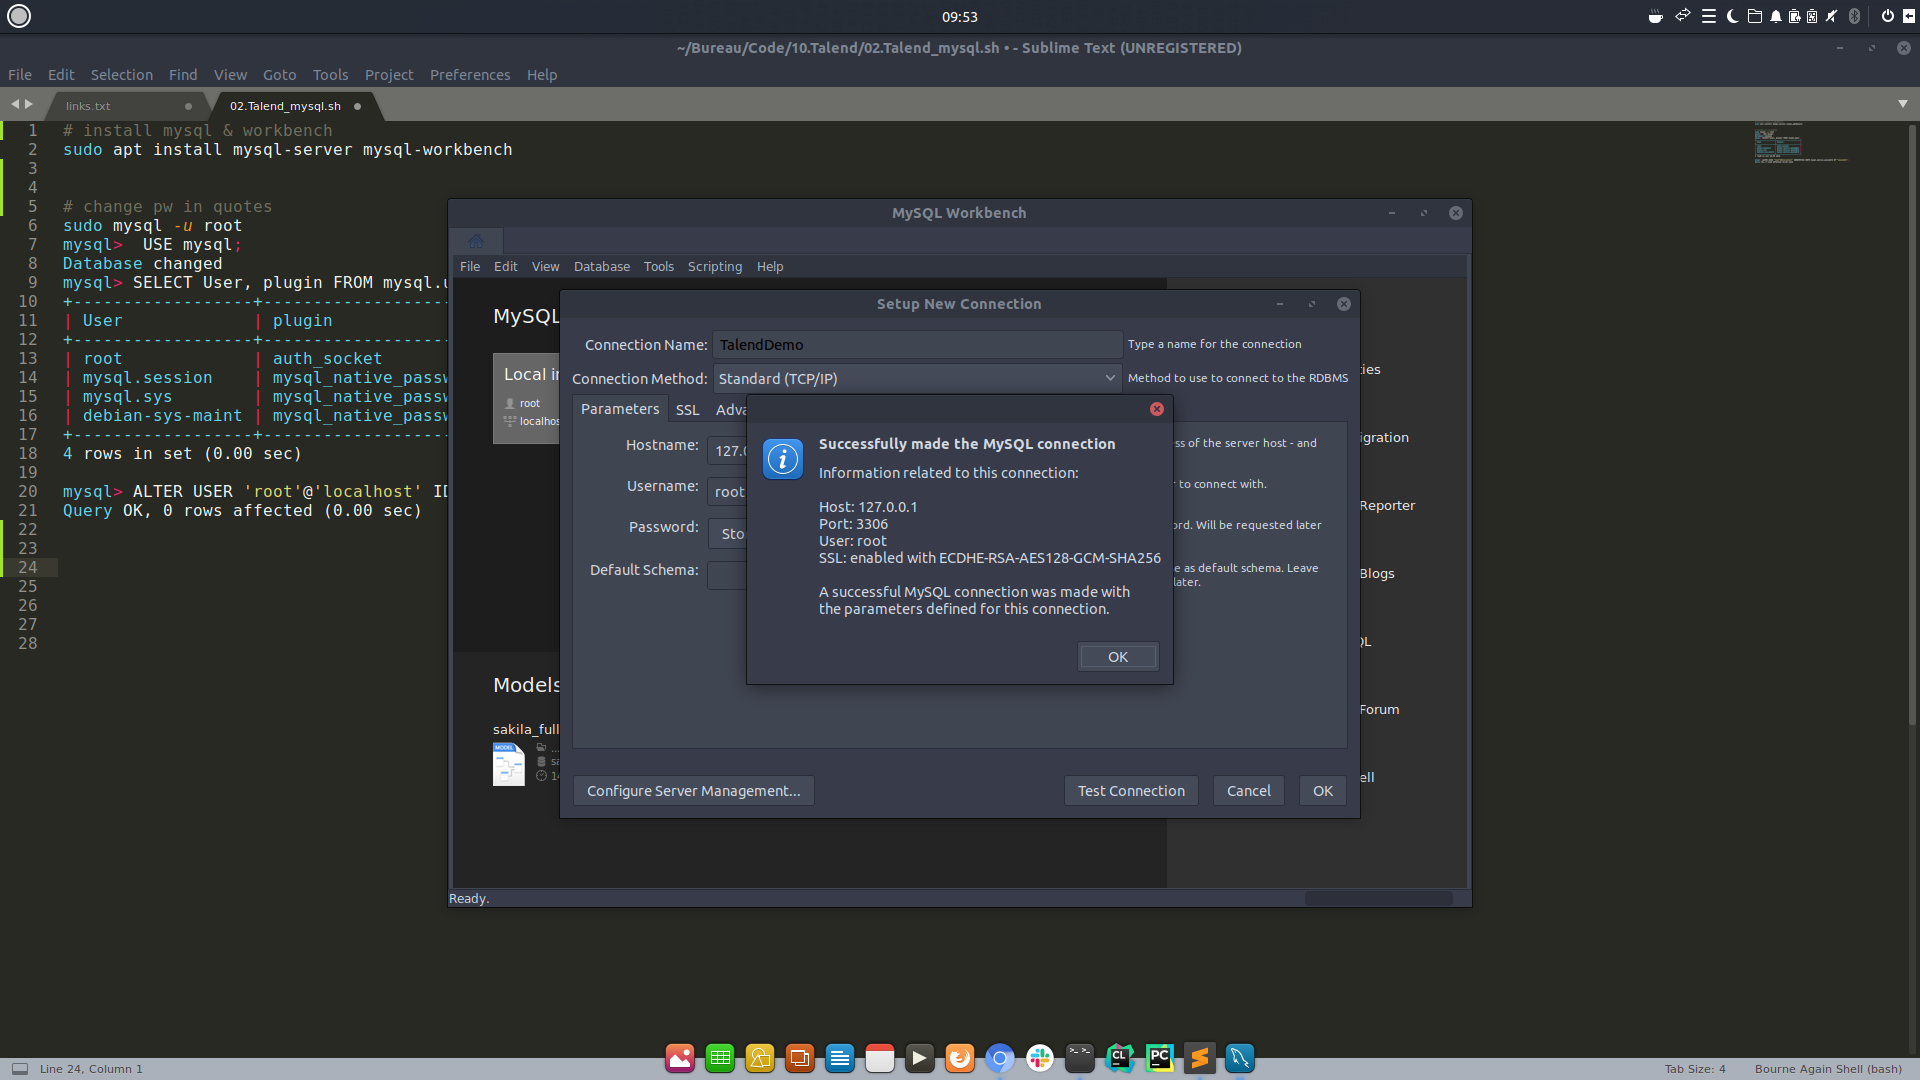 09:53
~/Bureau/Code/10.Talend/02.Talend_mysql.sh • - Sublime Text (UNREGISTERED)
File Edit Selection Find View Goto Tools Project Preferences Help
links.txt
02.Talend_mysql.sh
1 # install mysql & workbench
2 sudo apt install mysql-server mysql-workbench
3
4
5 # change pw in quotes
6 sudo mysql -u root
7 mysql> USE mysql;
8 Database changed
9 mysql> SELECT User, plugin FROM mysql.
10 +------------------+-------------------
11 | User | plugin
12 +------------------+-------------------
13 | root | auth_socket
14 | mysql.session | mysql_native_passw
15 | mysql.sys | mysql_native_passw
16 | debian-sys-maint | mysql_native_passw
17 +------------------+-------------------
18 4 rows in set (0.00 sec)
19
20 mysql> ALTER USER 'root'@'localhost' ID
21 Query OK, 0 rows affected (0.00 sec)
22
23
24
25
26
27
28
MySQL Workbench
File Edit View Database Tools Scripting Help
MySQL
Local in
root
localhos
Models
sakila_full
MODEL
ties
igration
Reporter
Blogs
QL
Forum
ell
Ready.
Setup New Connection
Connection Name: TalendDemo Type a name for the connection
Connection Method: Standard (TCP/IP) Method to use to connect to the RDBMS
Parameters SSL Adva
Hostname: 127.0 ss of the server host - and
Username: root to connect with.
Password: Sto rd. Will be requested later
Default Schema: e as default schema. Leave
later.
Configure Server Management... Test Connection Cancel OK
Successfully made the MySQL connection
Information related to this connection:
Host: 127.0.0.1
Port: 3306
User: root
SSL: enabled with ECDHE-RSA-AES128-GCM-SHA256
A successful MySQL connection was made with
the parameters defined for this connection.
OK
CL
PC
Line 24, Column 1
Tab Size: 4
Bourne Again Shell (bash)